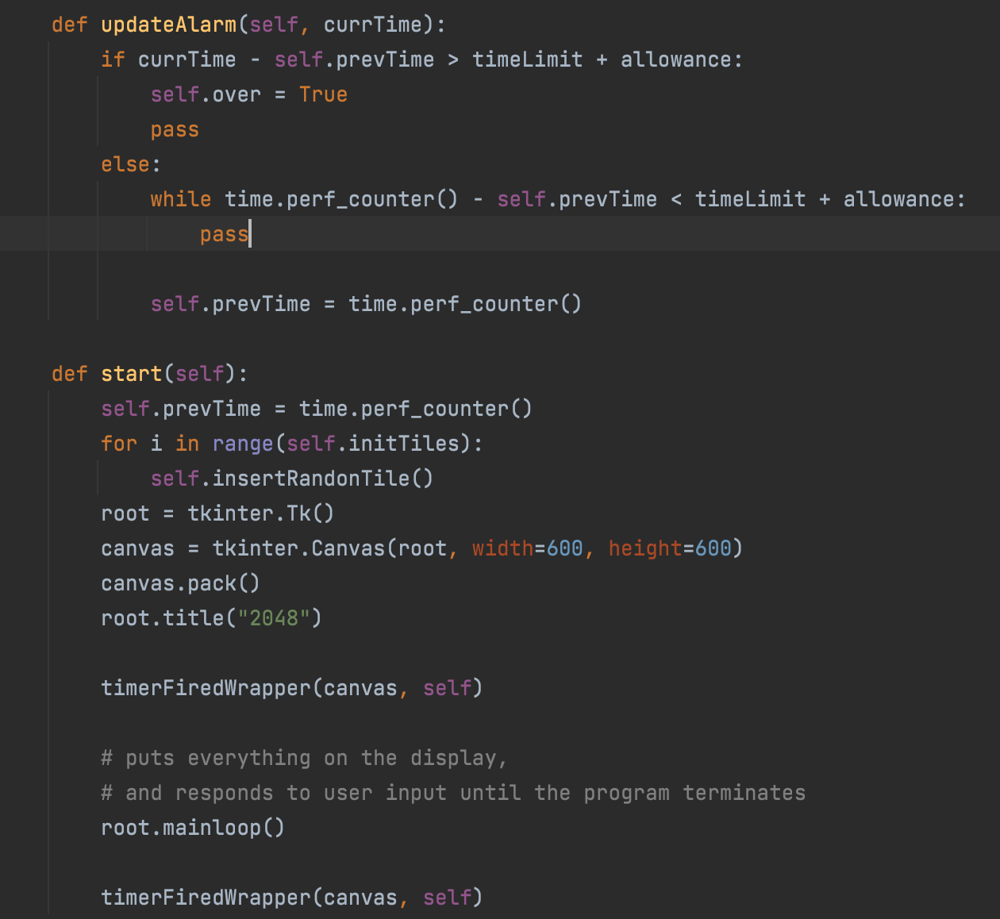 def updateAlarm(self, currTime):
    if currTime - self.prevTime > timeLimit + allowance:
        self.over = True
        pass
    else:
        while time.perf_counter() - self.prevTime < timeLimit + allowance:
            pass

        self.prevTime = time.perf_counter()

def start(self):
    self.prevTime = time.perf_counter()
    for i in range(self.initTiles):
        self.insertRandonTile()
    root = tkinter.Tk()
    canvas = tkinter.Canvas(root, width=600, height=600)
    canvas.pack()
    root.title("2048")

    timerFiredWrapper(canvas, self)

    # puts everything on the display,
    # and responds to user input until the program terminates
    root.mainloop()

    timerFiredWrapper(canvas, self)